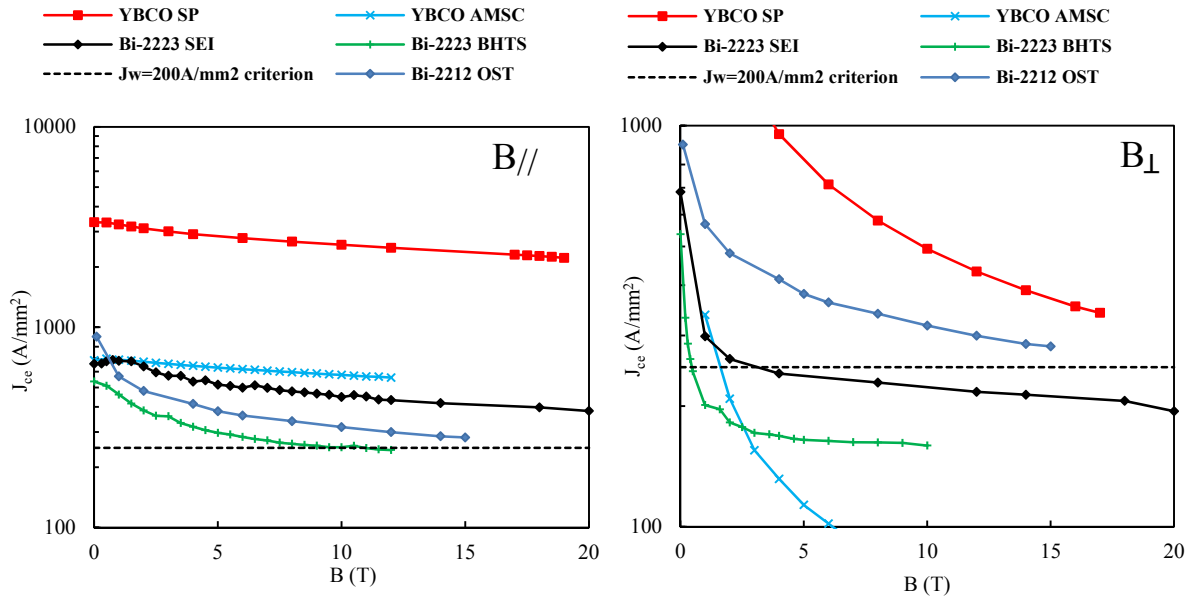 YBCO SP YBCO AMSC
Bi-2223 SEI Bi-2223 BHTS
Jw=200A/mm2 criterion Bi-2212 OST
10000
1000
100
J_ce (A/mm²)
B//
0 5 10 15 20
B (T)
YBCO SP YBCO AMSC
Bi-2223 SEI Bi-2223 BHTS
Jw=200A/mm2 criterion Bi-2212 OST
1000
100
J_ce (A/mm²)
B⊥
0 5 10 15 20
B (T)